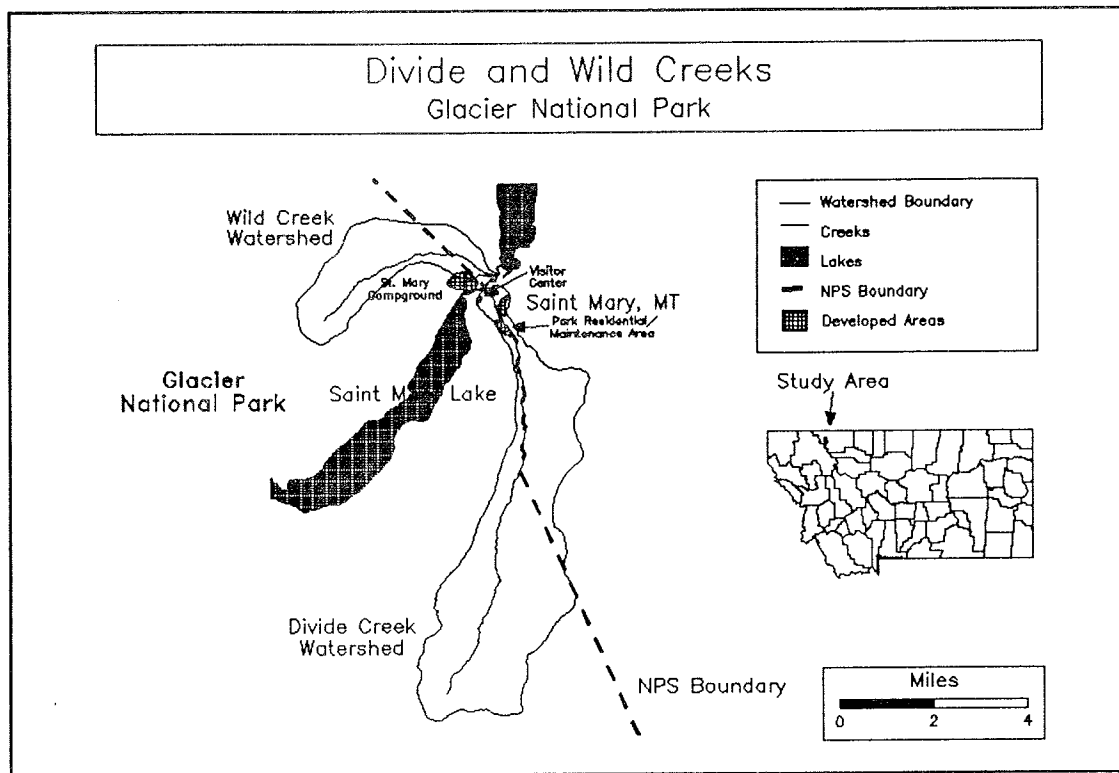 Divide and Wild Creeks
Glacier National Park
Wild Creek
Watershed
St. Mary
Campground
Visitor
Center
Saint Mary, MT
Park Residential/
Maintenance Area
Glacier
National Park
Saint M Lake
Divide Creek
Watershed
NPS Boundary
Watershed Boundary
Creeks
Lakes
NPS Boundary
Developed Areas
Study Area
Miles
0 2 4